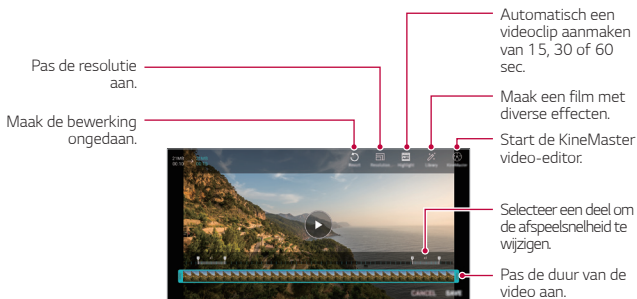 Automatisch een
videoclip aanmaken
van 15, 30 of 60
sec.
Pas de resolutie
aan.
Maak een film met
diverse effecten.
Maak de bewerking
ongedaan.
Start de KineMaster
video-editor.
Highlight
Library
Selecteer een deel om
de afspeelsnelheid te
wijzigen.
Pas de duur van de
video aan.
CANCEL SAVE